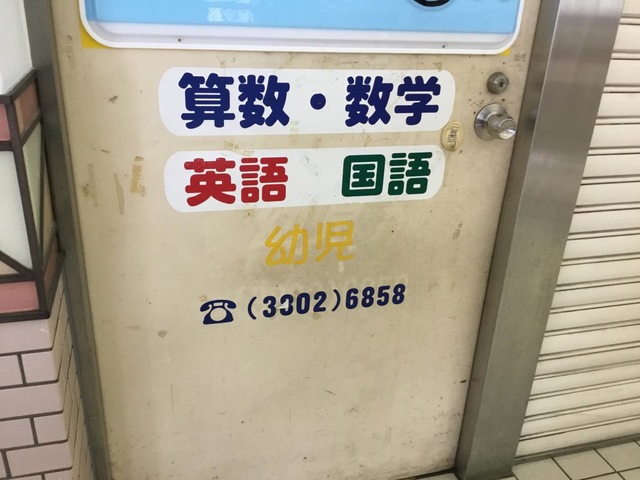 算数・数学
英語 国語
幼児
☎(3302)6858